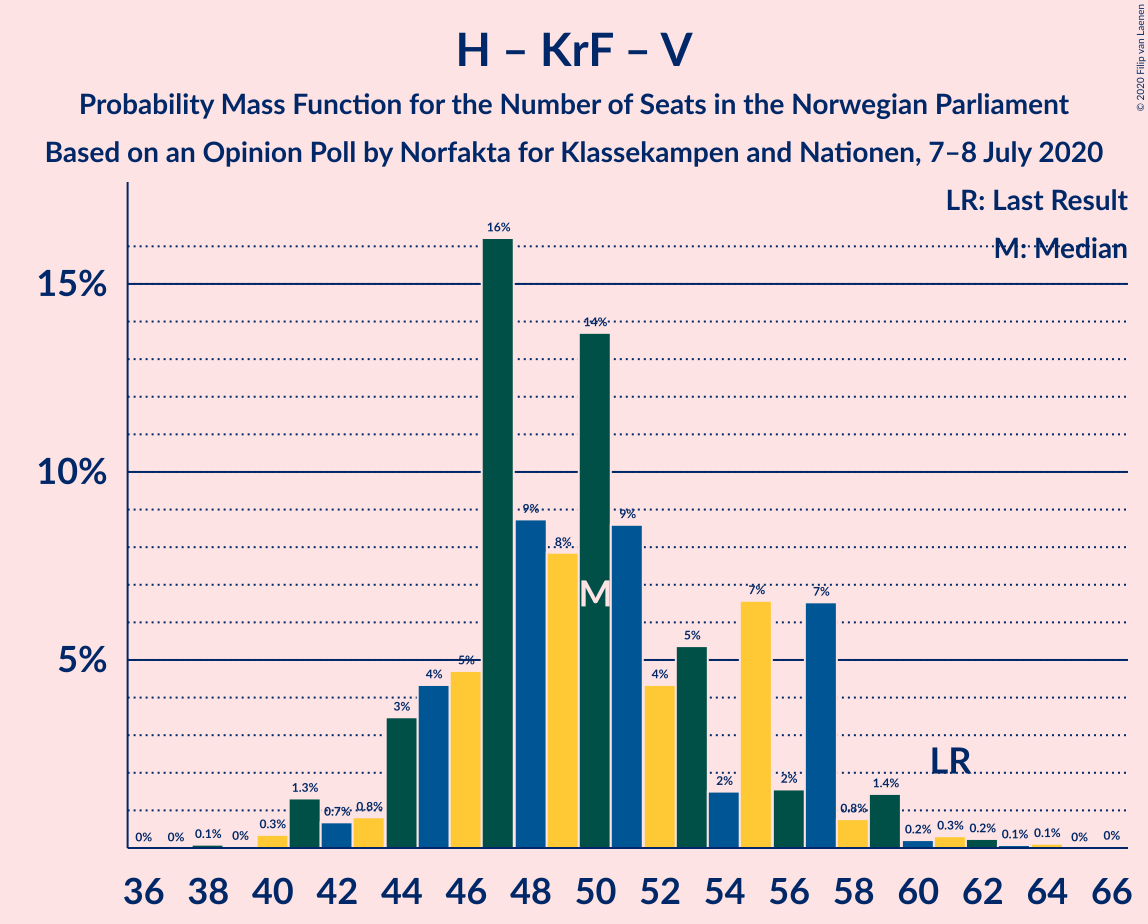 H – KrF – V
Probability Mass Function for the Number of Seats in the Norwegian Parliament
Based on an Opinion Poll by Norfakta for Klassekampen and Nationen, 7–8 July 2020
© 2020 Filip van Laenen
LR: Last Result
M: Median
15%
10%
5%
0% 0% 0.1% 0% 0.3% 1.3% 0.7% 0.8% 3% 4% 5% 16% 9% 8% 14% 9% 4% 5% 2% 7% 2% 7% 0.8% 1.4% 0.2% 0.3% 0.2% 0.1% 0.1% 0% 0%
M
LR
36 38 40 42 44 46 48 50 52 54 56 58 60 62 64 66